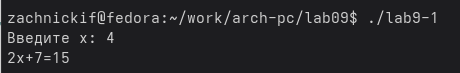 zachnickif@fedora:~/work/arch-pc/lab09$ ./lab9-1
Введите x: 4
2x+7=15